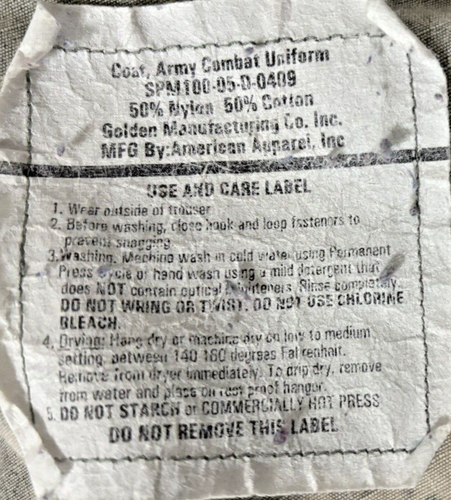 Coat, Army Combat Uniform
SPM100-05-D-0409
50% Nylon 50% Cotton
Golden Manufacturing Co. Inc.
MFG By:American Apparel, Inc
USE AND CARE LABEL
1. Wear outside of trouser
2. Before washing, close hook and loop fasteners to
prevent snagging
3.Washing: Machine wash in cold water using Permanent
Press cycle or hand wash using a mild detergent that
does NOT contain optical brighteners. Rinse completely.
DO NOT WRING OR TWIST. DO NOT USE CHLORINE
BLEACH.
4. Drying: Hang dry or machine dry on low to medium
setting, between 140-160 degrees Fahrenhait.
Remove from dryer immediately. To drip dry, remove
from water and place on rust proof hanger.
5. DO NOT STARCH or COMMERCIALLY HOT PRESS
DO NOT REMOVE THIS LABEL